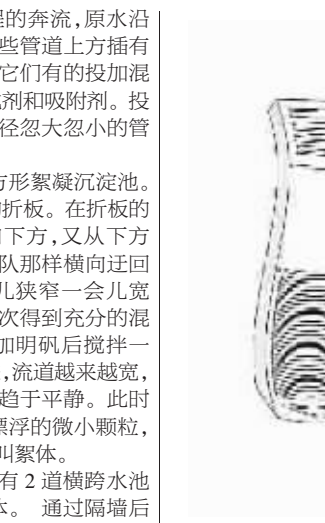 的奔流,原水沿
些管道上方插有
它们有的投加混
剂和吸附剂。投
径忽大忽小的管
方形絮凝沉淀池。
折板。在折板的
下方,又从下方
队那样横向迂回
儿狭窄一会儿宽
次得到充分的混
加明矾后搅拌一
,流道越来越宽,
趋于平静。此时
漂浮的微小颗粒,
叫絮体。
有2道横跨水池
体。 通过隔墙后